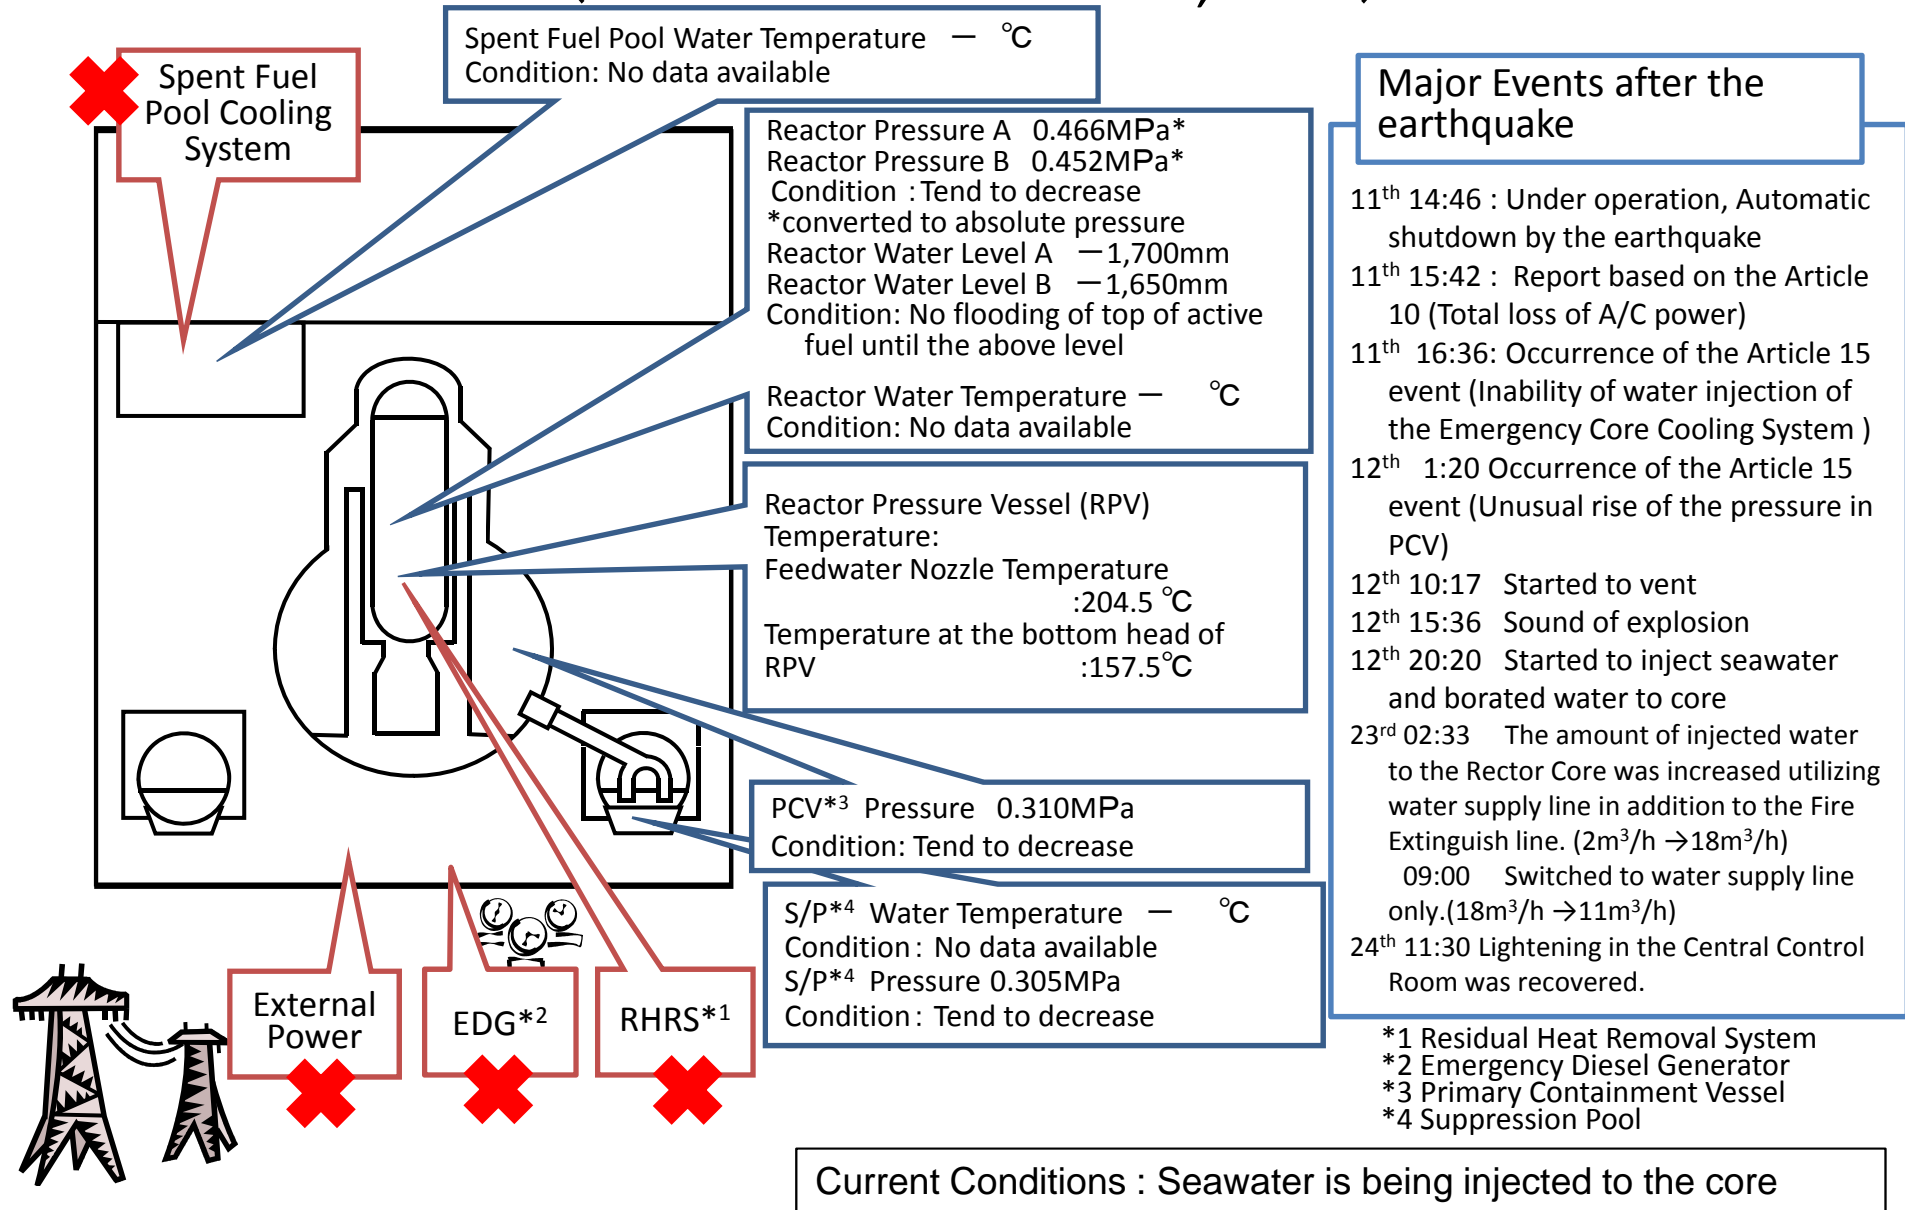 Spent Fuel Pool Water Temperature － ℃
Condition: No data available
Spent Fuel
Pool Cooling
System
Reactor Pressure A 0.466MPa*
Reactor Pressure B 0.452MPa*
Condition : Tend to decrease
*converted to absolute pressure
Reactor Water Level A －1,700mm
Reactor Water Level B －1,650mm
Condition: No flooding of top of active
fuel until the above level
Reactor Water Temperature － ℃
Condition: No data available
Reactor Pressure Vessel (RPV)
Temperature:
Feedwater Nozzle Temperature
:204.5 ℃
Temperature at the bottom head of
RPV :157.5℃
PCV*3 Pressure 0.310MPa
Condition: Tend to decrease
S/P*4 Water Temperature － ℃
Condition : No data available
S/P*4 Pressure 0.305MPa
Condition : Tend to decrease
External
Power
EDG*2
RHRS*1
Major Events after the
earthquake
11th 14:46 : Under operation, Automatic
shutdown by the earthquake
11th 15:42 : Report based on the Article
10 (Total loss of A/C power)
11th 16:36: Occurrence of the Article 15
event (Inability of water injection of
the Emergency Core Cooling System )
12th 1:20 Occurrence of the Article 15
event (Unusual rise of the pressure in
PCV)
12th 10:17 Started to vent
12th 15:36 Sound of explosion
12th 20:20 Started to inject seawater
and borated water to core
23rd 02:33 The amount of injected water
to the Rector Core was increased utilizing
water supply line in addition to the Fire
Extinguish line. (2m³/h →18m³/h)
09:00 Switched to water supply line
only.(18m³/h →11m³/h)
24th 11:30 Lightening in the Central Control
Room was recovered.
*1 Residual Heat Removal System
*2 Emergency Diesel Generator
*3 Primary Containment Vessel
*4 Suppression Pool
Current Conditions : Seawater is being injected to the core